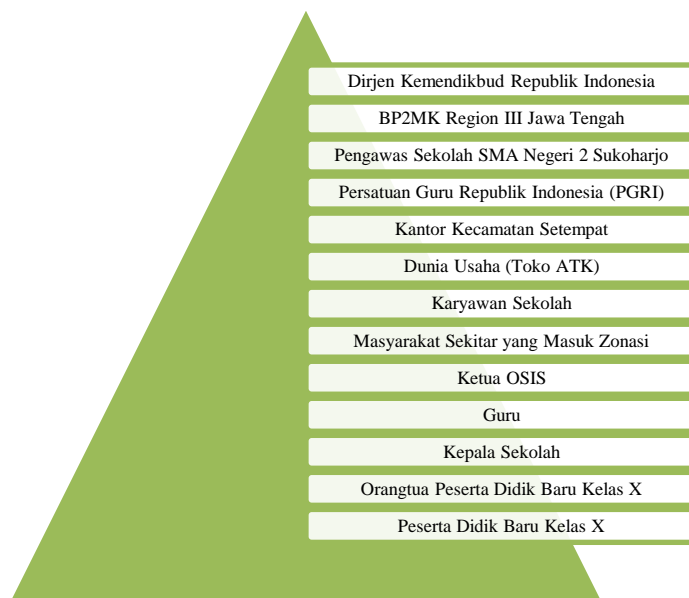 Dirjen Kemendikbud Republik Indonesia
BP2MK Region III Jawa Tengah
Pengawas Sekolah SMA Negeri 2 Sukoharjo
Persatuan Guru Republik Indonesia (PGRI)
Kantor Kecamatan Setempat
Dunia Usaha (Toko ATK)
Karyawan Sekolah
Masyarakat Sekitar yang Masuk Zonasi
Ketua OSIS
Guru
Kepala Sekolah
Orangtua Peserta Didik Baru Kelas X
Peserta Didik Baru Kelas X